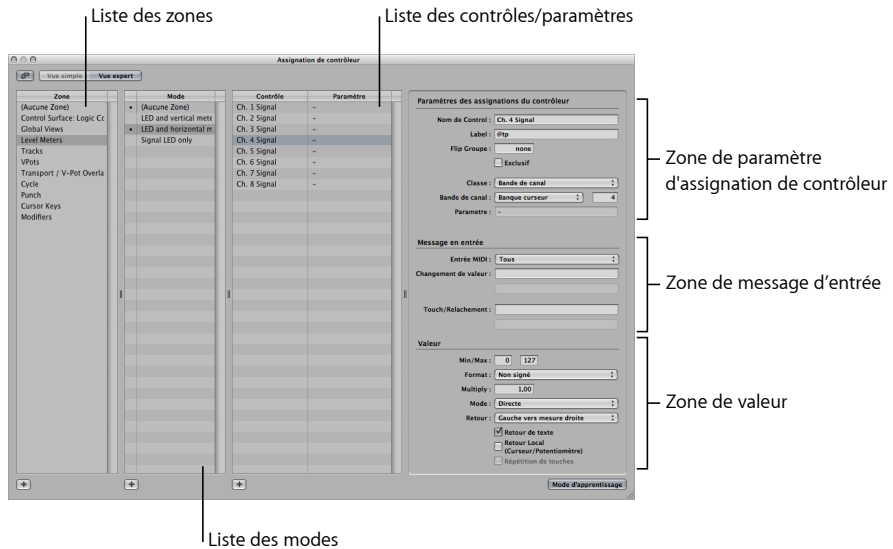 Liste des zones
Liste des contrôles/paramètres
Assignation de contrôleur
Vue simple
Vue expert
Zone
(Aucune Zone)
Control Surface: Logic Cc
Global Views
Level Meters
Tracks
VPots
Transport / V-Pot Overla
Cycle
Punch
Cursor Keys
Modifiers
Mode
• (Aucune Zone)
LED and vertical mete
• LED and horizontal m
Signal LED only
Contrôle Paramètre
Ch. 1 Signal –
Ch. 2 Signal –
Ch. 3 Signal –
Ch. 4 Signal –
Ch. 5 Signal –
Ch. 6 Signal –
Ch. 7 Signal –
Ch. 8 Signal –
Paramètres des assignations du contrôleur
Nom de Control : Ch. 4 Signal
Label : @tp
Flip Groupe : none
Exclusif
Classe : Bande de canal
Bande de canal : Banque curseur 4
Parametre : –
Message en entrée
Entrée MIDI : Tous
Changement de valeur :
Touch/Relachement :
Valeur
Min/Max : 0 127
Format : Non signé
Multiply : 1,00
Mode : Directe
Retour : Gauche vers mesure droite
Retour de texte
Retour Local
(Curseur/Potentiomètre)
Répétition de touches
+ + +
Mode d'apprentissage
Zone de paramètre
d'assignation de contrôleur
Zone de message d’entrée
Zone de valeur
Liste des modes